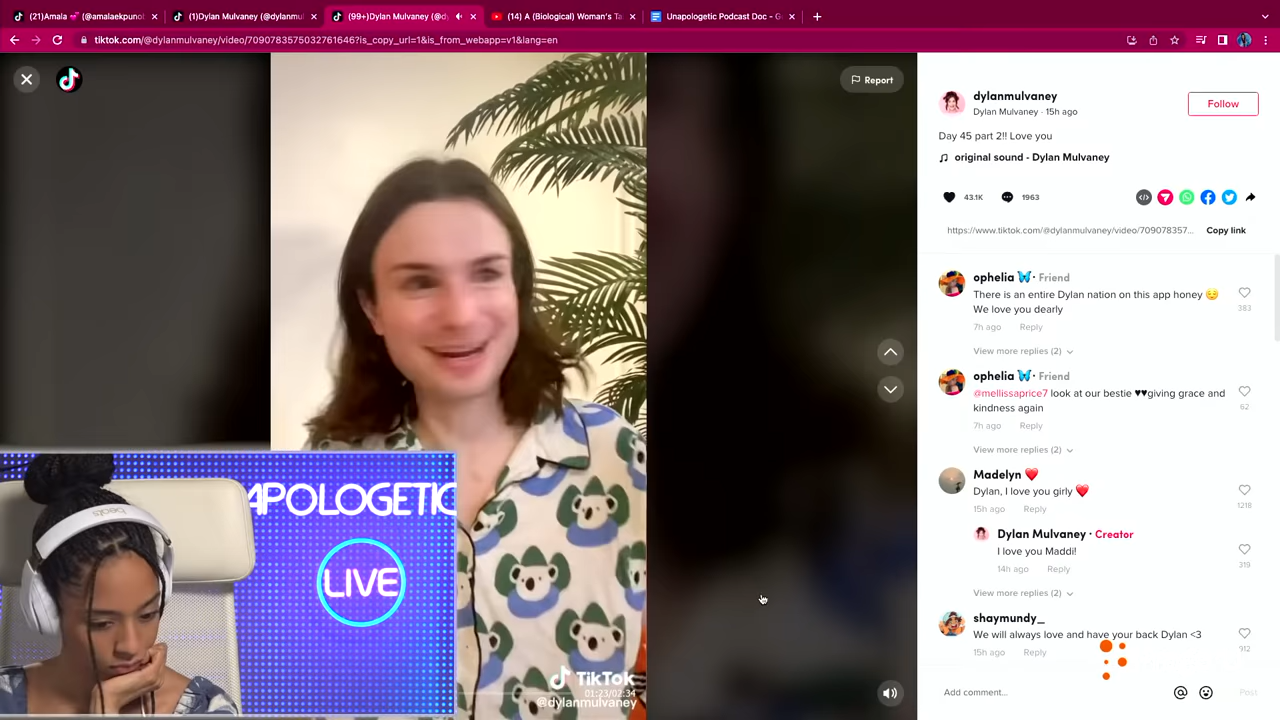 (21)Amala 💕 (@amalaekpunob
(1)Dylan Mulvaney (@dylanmul
(99+)Dylan Mulvaney (@d
(14) A (Biological) Woman's Ta
Unapologetic Podcast Doc - G
tiktok.com/@dylanmulvaney/video/7090783575032761646?is_copy_url=1&is_from_webapp=v1&lang=en
Report
dylanmulvaney
Dylan Mulvaney · 15h ago
Follow
Day 45 part 2!! Love you
original sound - Dylan Mulvaney
43.1K
1963
https://www.tiktok.com/@dylanmulvaney/video/709078357...
Copy link
ophelia 🦋 · Friend
There is an entire Dylan nation on this app honey 😌
We love you dearly
383
7h ago Reply
View more replies (2)
ophelia 🦋 · Friend
@mellissaprice7 look at our bestie ♥♥giving grace and
kindness again
62
7h ago Reply
View more replies (2)
Madelyn ❤️
Dylan, I love you girly ❤️
1218
15h ago Reply
Dylan Mulvaney · Creator
I love you Maddi!
319
14h ago Reply
View more replies (2)
shaymundy_
We will always love and have your back Dylan <3
912
15h ago Reply
Add comment...
Post
APOLOGETIC
LIVE
TikTok
01:23/02:34
@dylanmulvaney